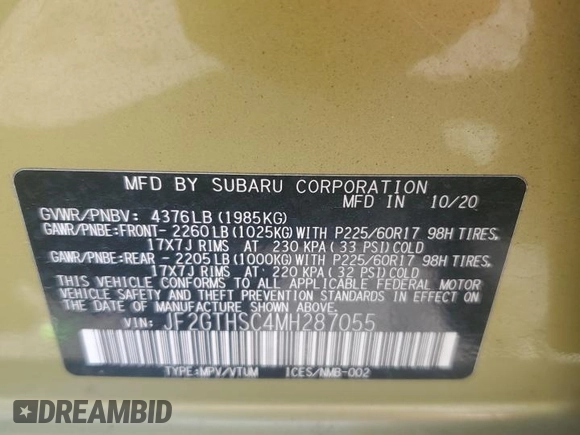 MFD BY SUBARU CORPORATION
MFD IN 10/20
GVWR/PNBV: 4376LB(1985KG)
GAWR/PNBE:FRONT- 2260LB(1025KG)WITH P225/60R17 98H TIRES,
17X7J RIMS AT 230 KPA(33 PSI)COLD
GAWR/PNBE:REAR - 2205LB(1000KG)WITH P225/60R17 98H TIRES,
17X7J RIMS AT 220 KPA(32 PSI)COLD
THIS VEHICLE CONFORMS TO ALL APPLICABLE FEDERAL MOTOR
VEHICLE SAFETY, BUMPER, AND THEFT PREVENTION STANDARDS
IN EFFECT ON THE DATE OF MANUFACTURE SHOWN ABOVE.
VIN: JF2GTHSC4MH287055
TYPE:MPV/VTUM ICES/NMB-002
DREAMBID